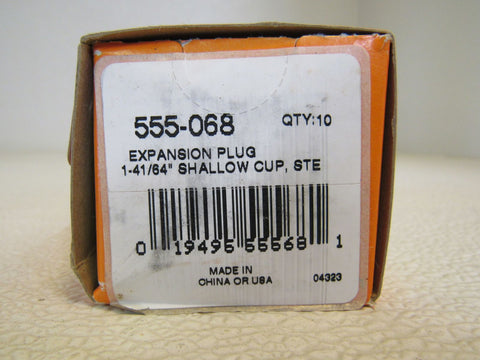 555-068 QTY:10
EXPANSION PLUG
1-41/64" SHALLOW CUP, STE
0 19495 55568 1
MADE IN
CHINA OR USA 04323